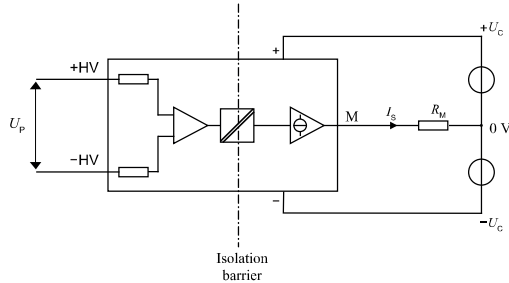 +U_C
+
+HV
U_P
M
I_S
R_M
0 V
−HV
−
−U_C
Isolation
barrier